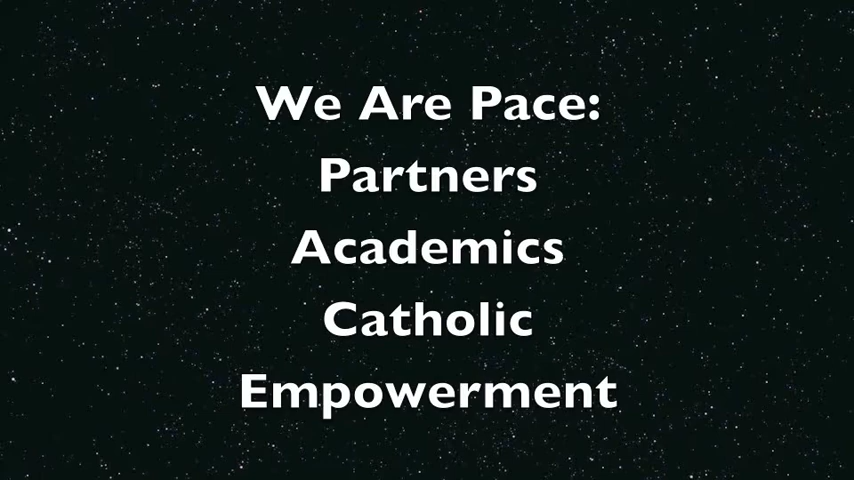 We Are Pace:
Partners
Academics
Catholic
Empowerment